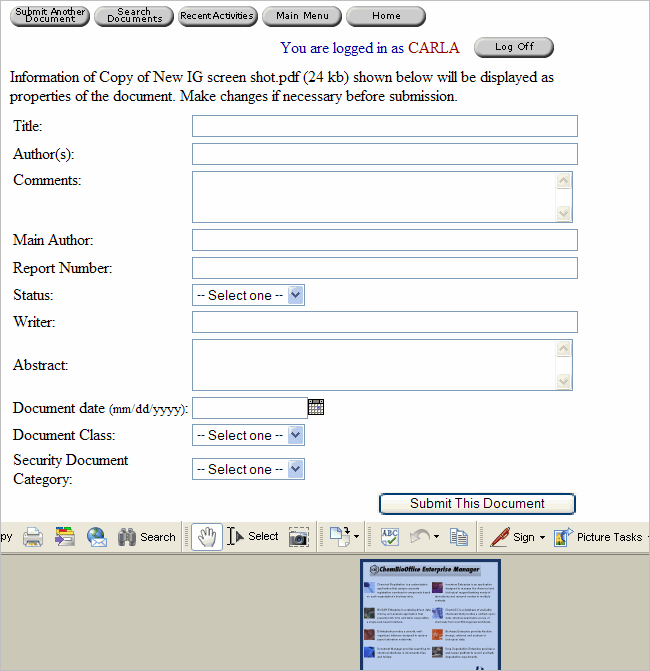 Submit Another Document
Search Documents
Recent Activities
Main Menu
Home
You are logged in as CARLA
Log Off
Information of Copy of New IG screen shot.pdf (24 kb) shown below will be displayed as
properties of the document. Make changes if necessary before submission.
Title:
Author(s):
Comments:
Main Author:
Report Number:
Status:
-- Select one --
Writer:
Abstract:
Document date (mm/dd/yyyy):
Document Class:
-- Select one --
Security Document
Category:
-- Select one --
Submit This Document
py
Search
Select
ABC
Sign
Picture Tasks
ChemBioOffice Enterprise Manager